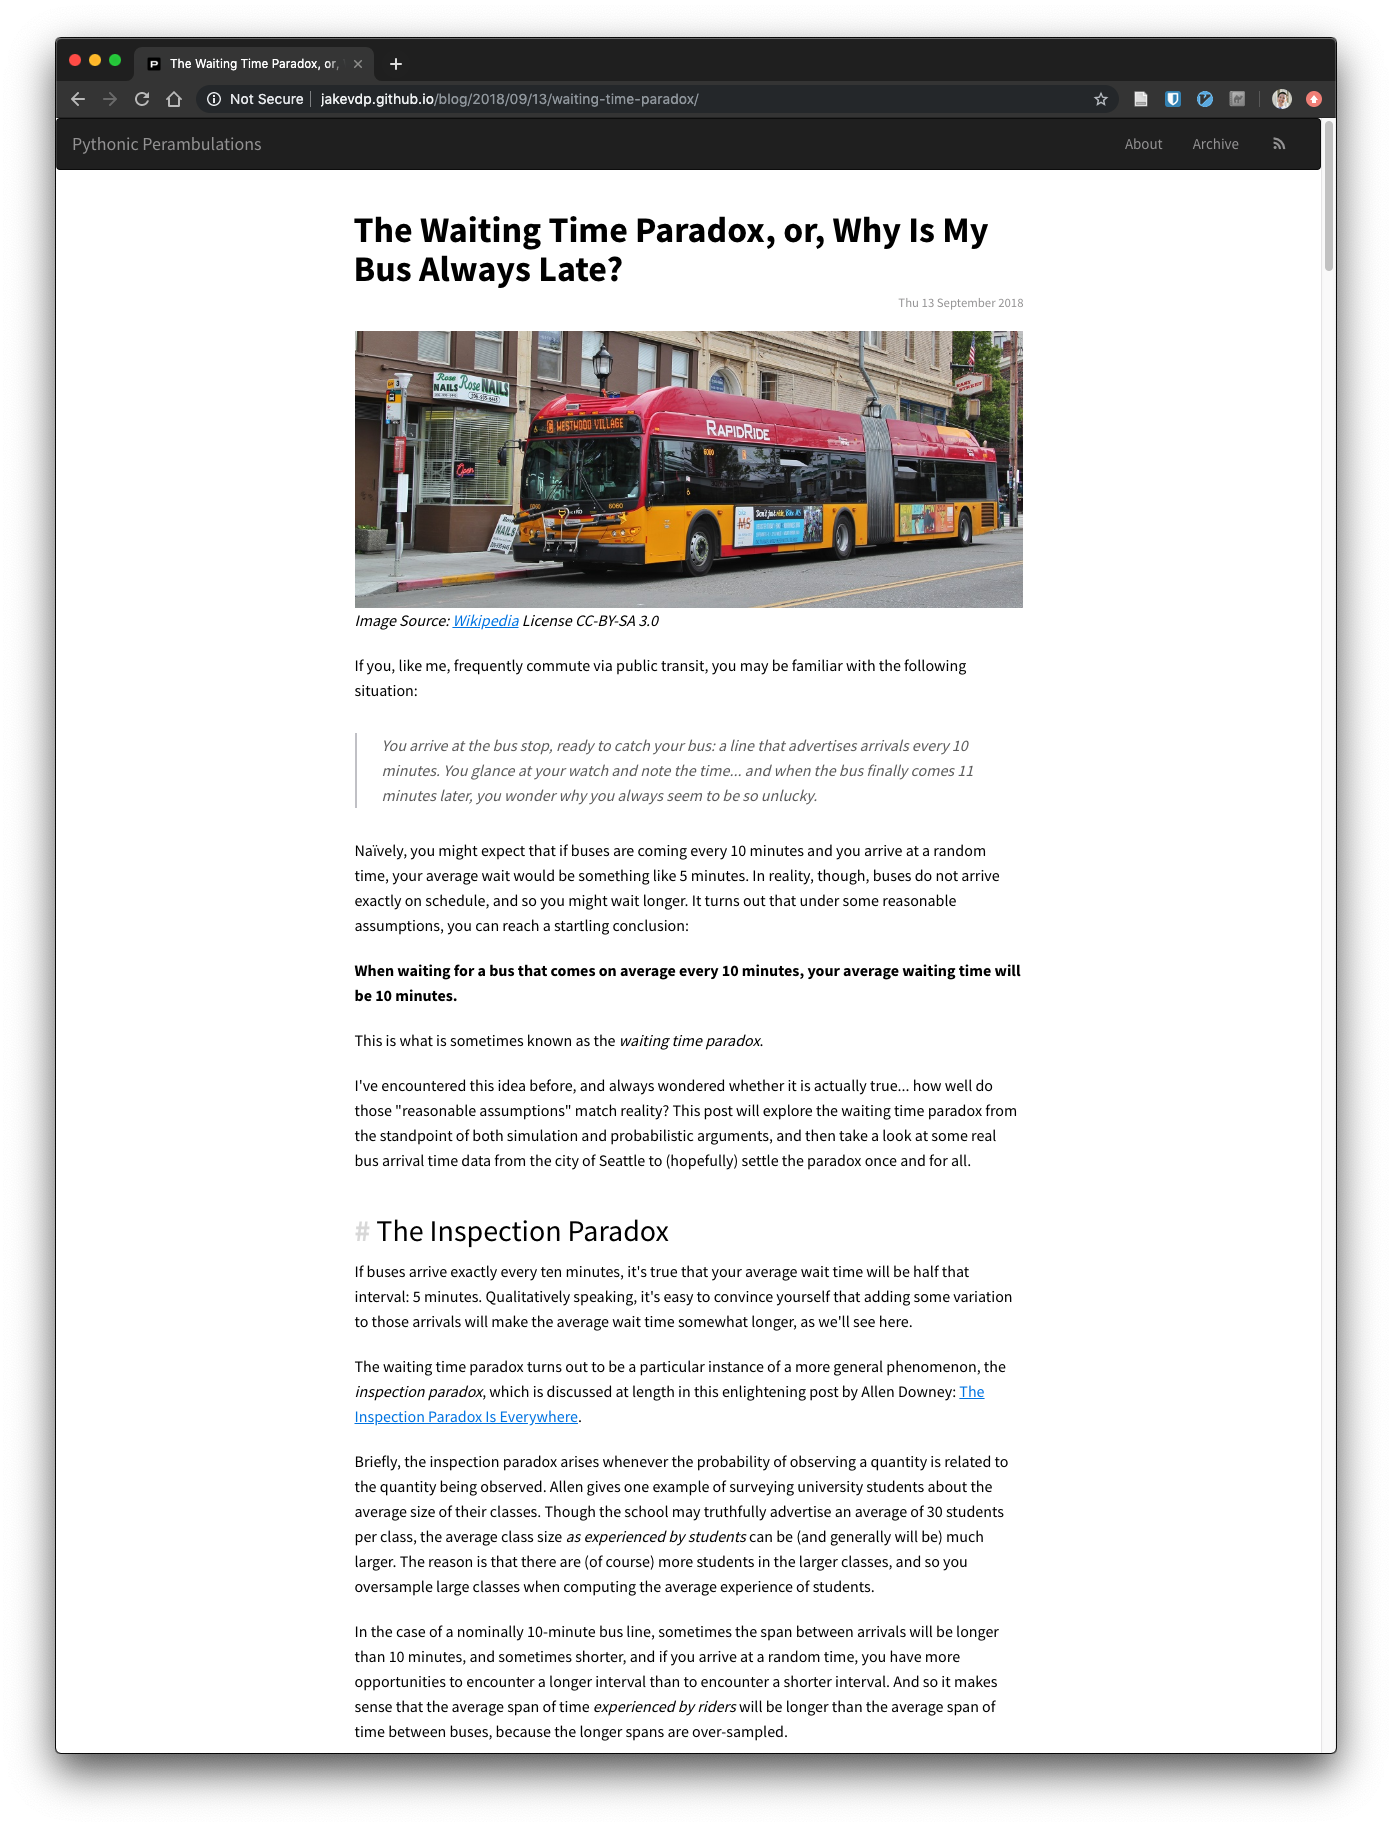 The Waiting Time Paradox, or,
Not Secure
jakevdp.github.io/blog/2018/09/13/waiting-time-paradox/
Pythonic Perambulations
About
Archive
The Waiting Time Paradox, or, Why Is My
Bus Always Late?
Thu 13 September 2018
Rose
NAILS
Rose
NAILS
WESTWOOD VILLAGE
RAPIDRIDE
Open
6060
NAILS
Image Source: Wikipedia License CC-BY-SA 3.0
If you, like me, frequently commute via public transit, you may be familiar with the following
situation:
You arrive at the bus stop, ready to catch your bus: a line that advertises arrivals every 10
minutes. You glance at your watch and note the time... and when the bus finally comes 11
minutes later, you wonder why you always seem to be so unlucky.
Naïvely, you might expect that if buses are coming every 10 minutes and you arrive at a random
time, your average wait would be something like 5 minutes. In reality, though, buses do not arrive
exactly on schedule, and so you might wait longer. It turns out that under some reasonable
assumptions, you can reach a startling conclusion:
When waiting for a bus that comes on average every 10 minutes, your average waiting time will
be 10 minutes.
This is what is sometimes known as the waiting time paradox.
I've encountered this idea before, and always wondered whether it is actually true... how well do
those "reasonable assumptions" match reality? This post will explore the waiting time paradox from
the standpoint of both simulation and probabilistic arguments, and then take a look at some real
bus arrival time data from the city of Seattle to (hopefully) settle the paradox once and for all.
# The Inspection Paradox
If buses arrive exactly every ten minutes, it's true that your average wait time will be half that
interval: 5 minutes. Qualitatively speaking, it's easy to convince yourself that adding some variation
to those arrivals will make the average wait time somewhat longer, as we'll see here.
The waiting time paradox turns out to be a particular instance of a more general phenomenon, the
inspection paradox, which is discussed at length in this enlightening post by Allen Downey: The
Inspection Paradox Is Everywhere.
Briefly, the inspection paradox arises whenever the probability of observing a quantity is related to
the quantity being observed. Allen gives one example of surveying university students about the
average size of their classes. Though the school may truthfully advertise an average of 30 students
per class, the average class size as experienced by students can be (and generally will be) much
larger. The reason is that there are (of course) more students in the larger classes, and so you
oversample large classes when computing the average experience of students.
In the case of a nominally 10-minute bus line, sometimes the span between arrivals will be longer
than 10 minutes, and sometimes shorter, and if you arrive at a random time, you have more
opportunities to encounter a longer interval than to encounter a shorter interval. And so it makes
sense that the average span of time experienced by riders will be longer than the average span of
time between buses, because the longer spans are over-sampled.